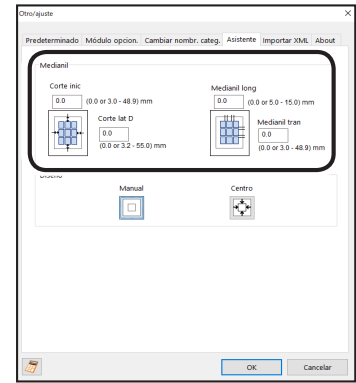 Otro/ajuste
Predeterminado Módulo opcion. Cambiar nombr. categ. Asistente Importar XML About
Medianil
Corte inic
0.0 (0.0 or 3.0 - 48.9) mm
Corte lat D
0.0
(0.0 or 3.2 - 55.0) mm
Medianil long
0.0 (0.0 or 5.0 - 15.0) mm
Medianil tran
0.0
(0.0 or 3.0 - 48.9) mm
Diseño
Manual Centro
OK Cancelar